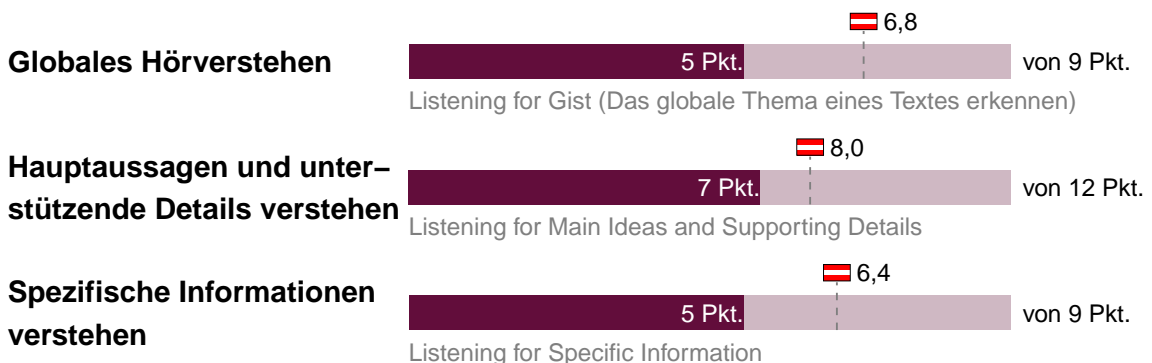 6,8
Globales Hörverstehen
5 Pkt.
von 9 Pkt.
Listening for Gist (Das globale Thema eines Textes erkennen)
8,0
Hauptaussagen und unter–
stützende Details verstehen
7 Pkt.
von 12 Pkt.
Listening for Main Ideas and Supporting Details
6,4
Spezifische Informationen
verstehen
5 Pkt.
von 9 Pkt.
Listening for Specific Information